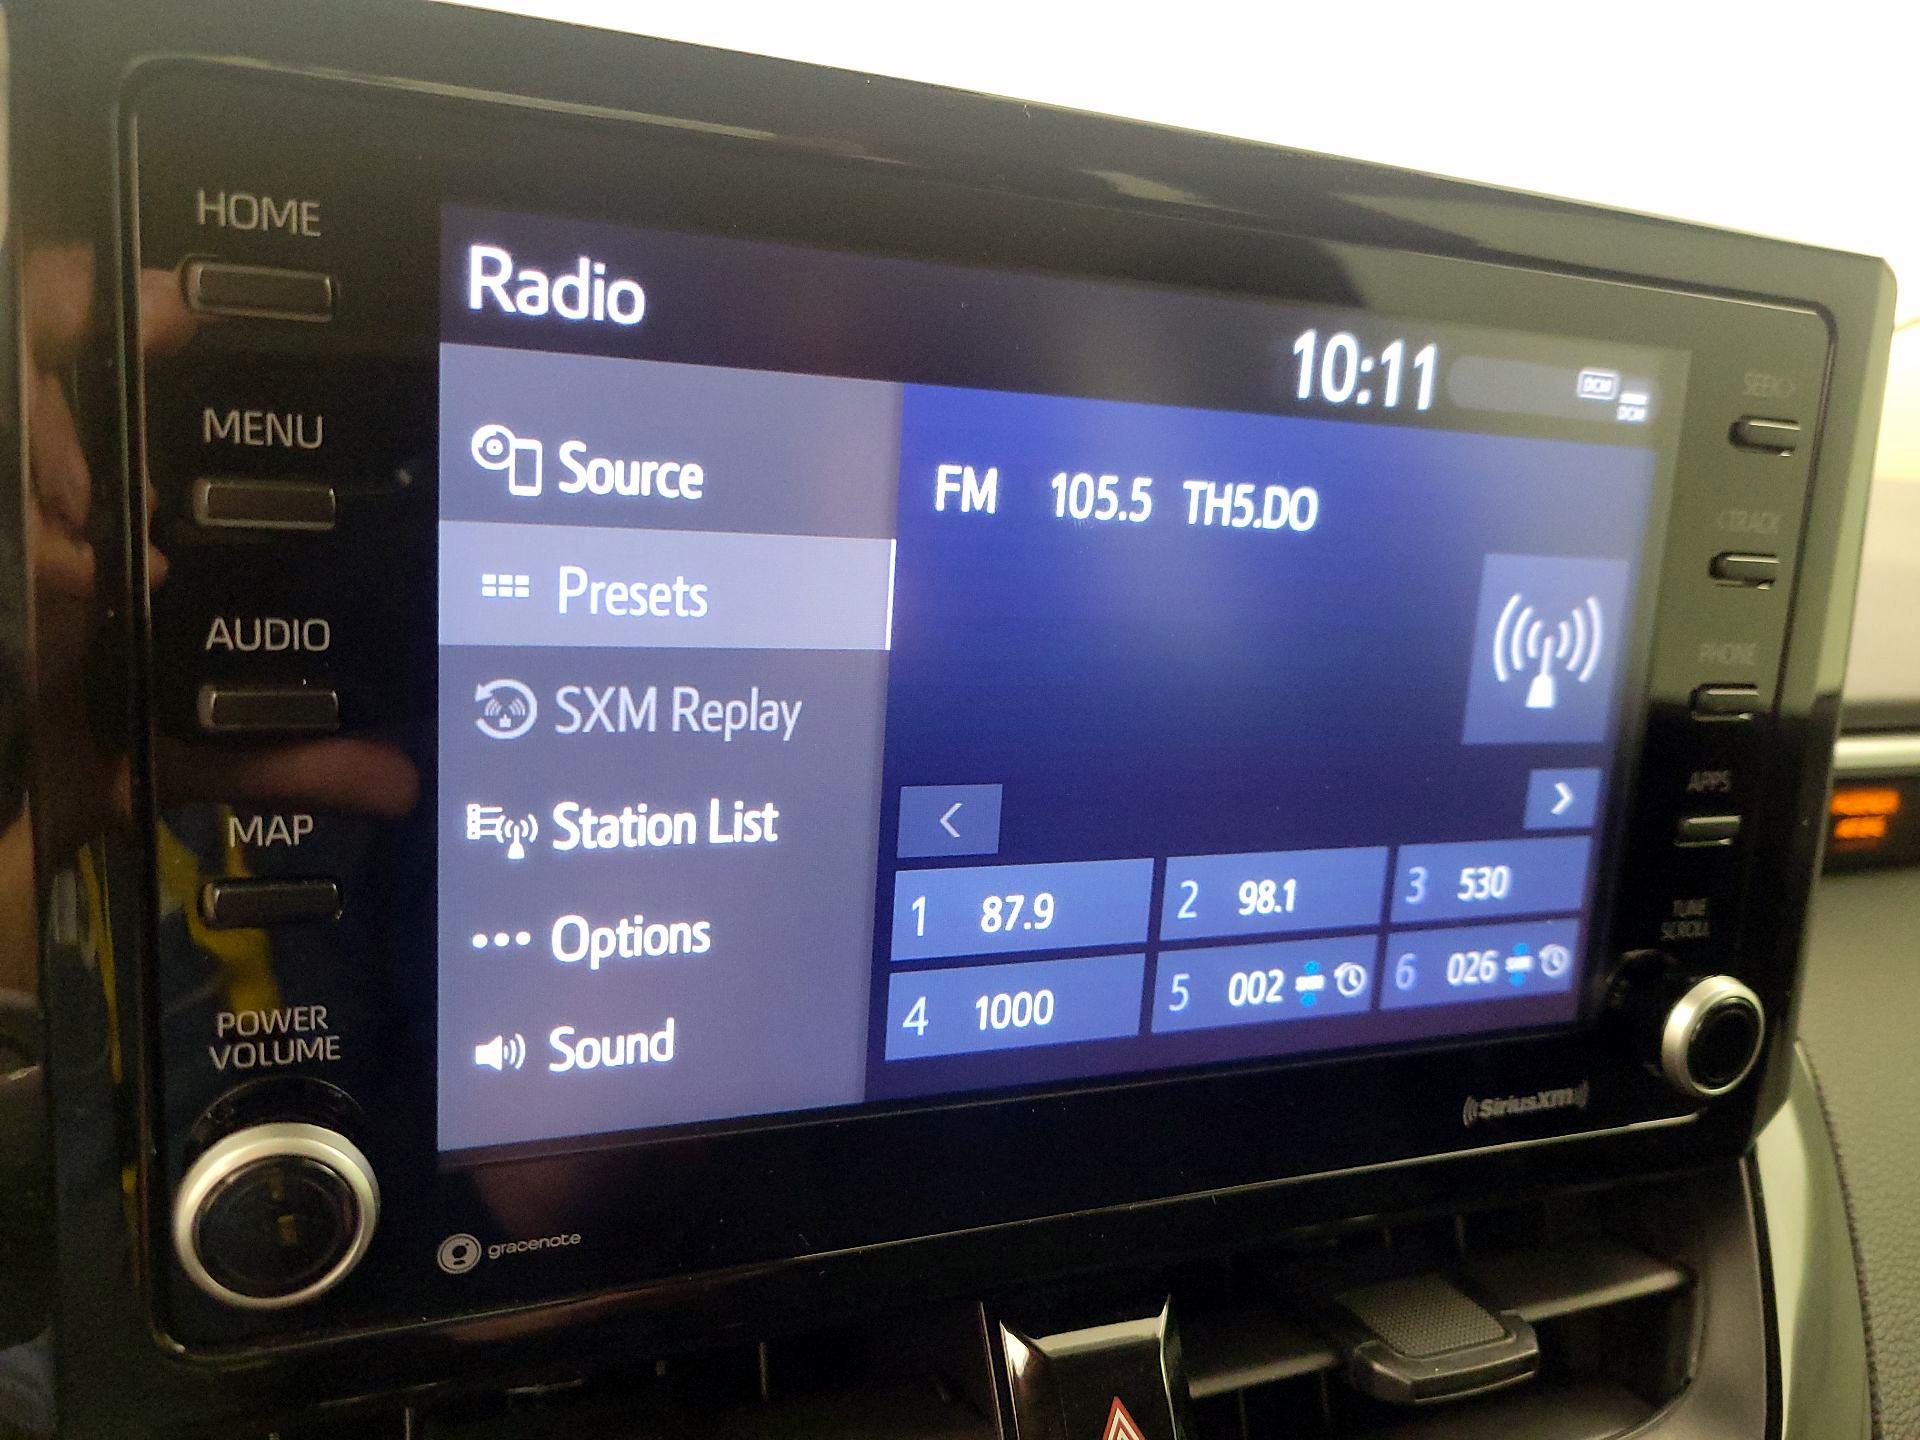 HOME
MENU
AUDIO
MAP
POWER
VOLUME
Radio
10:11
DCM
DCM
Source
Presets
SXM Replay
Station List
Options
Sound
FM 105.5 TH5.DO
1 87.9
2 98.1
3 530
4 1000
5 002
6 026
SEEK>
<TRACK
PHONE
APPS
TUNE
SCROLL
SiriusXM
gracenote